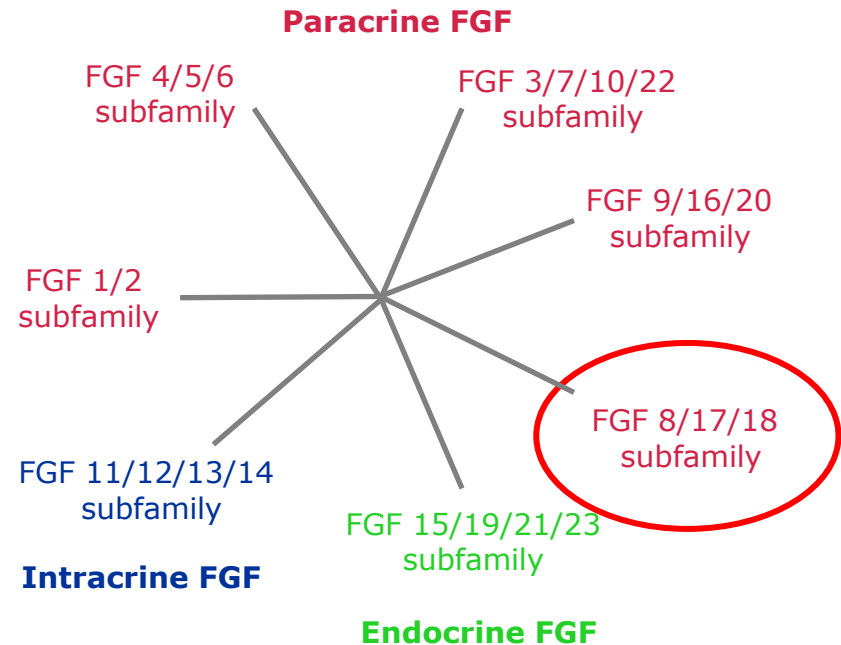 Paracrine FGF
FGF 4/5/6
subfamily
FGF 3/7/10/22
subfamily
FGF 9/16/20
subfamily
FGF 1/2
subfamily
FGF 8/17/18
subfamily
FGF 11/12/13/14
subfamily
FGF 15/19/21/23
subfamily
Intracrine FGF
Endocrine FGF